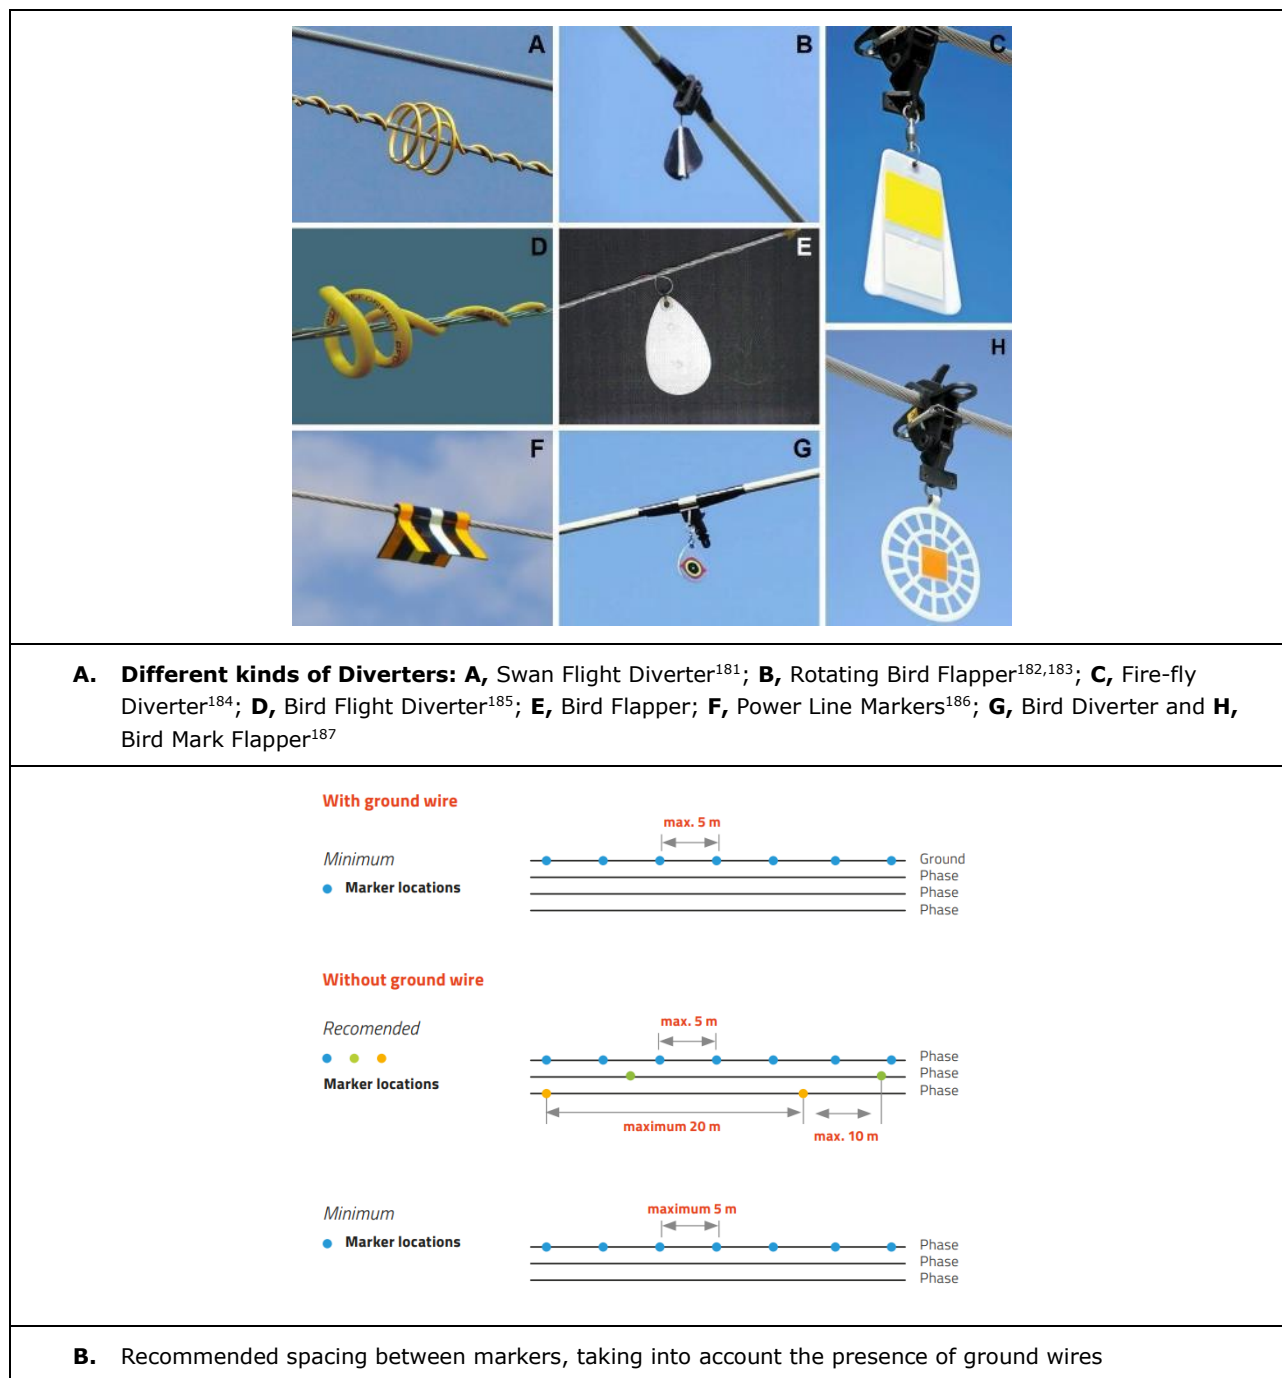 A
B
C
D
E
F
G
H
A. Different kinds of Diverters: A, Swan Flight Diverter181; B, Rotating Bird Flapper182,183; C, Fire-fly
Diverter184; D, Bird Flight Diverter185; E, Bird Flapper; F, Power Line Markers186; G, Bird Diverter and H,
Bird Mark Flapper187
With ground wire
max. 5 m
Minimum
Marker locations
Ground
Phase
Phase
Phase
Without ground wire
Recomended
max. 5 m
Marker locations
Phase
Phase
Phase
maximum 20 m
max. 10 m
Minimum
maximum 5 m
Marker locations
Phase
Phase
Phase
B. Recommended spacing between markers, taking into account the presence of ground wires